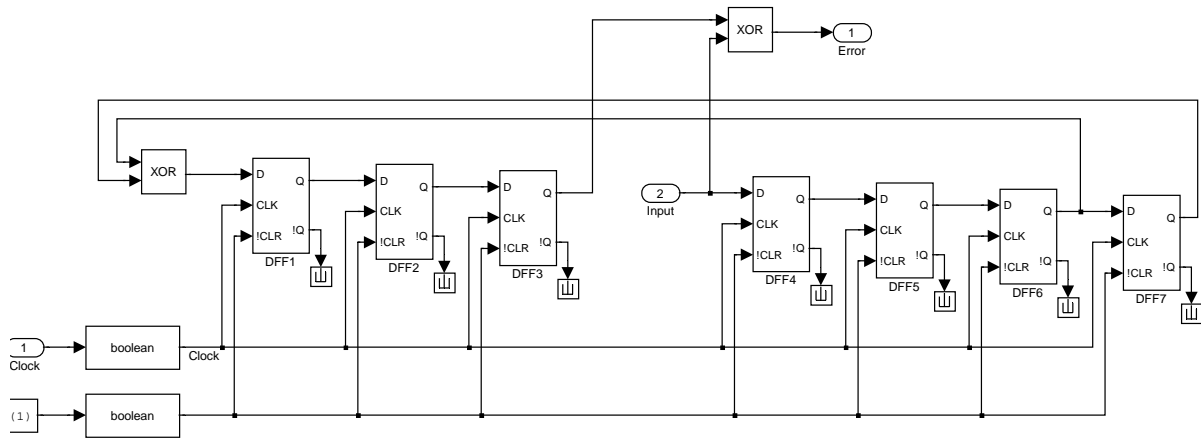 XOR
1
Error
XOR
D
Q
CLK
!Q
!CLR
DFF1
D
Q
CLK
!Q
!CLR
DFF2
D
Q
CLK
!Q
!CLR
DFF3
2
Input
D
Q
CLK
!Q
!CLR
DFF4
D
Q
CLK
!Q
!CLR
DFF5
D
Q
CLK
!Q
!CLR
DFF6
D
Q
CLK
!Q
!CLR
DFF7
1
Clock
boolean
Clock
(1)
boolean